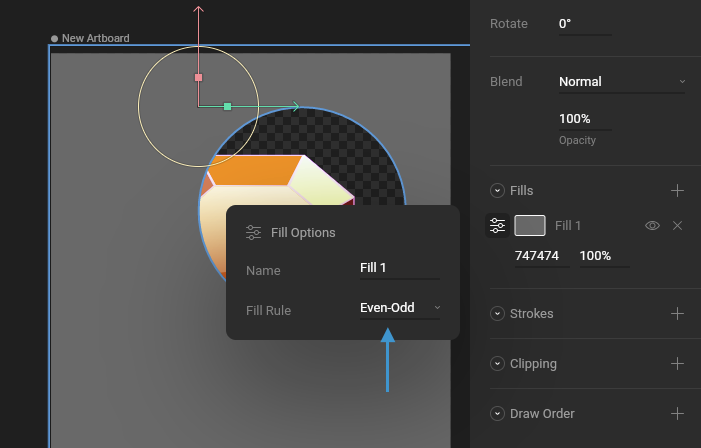 New Artboard
Rotate 0°
Blend Normal
100%
Opacity
Fills
Fill 1
747474 100%
Strokes
Clipping
Draw Order
Fill Options
Name Fill 1
Fill Rule Even-Odd